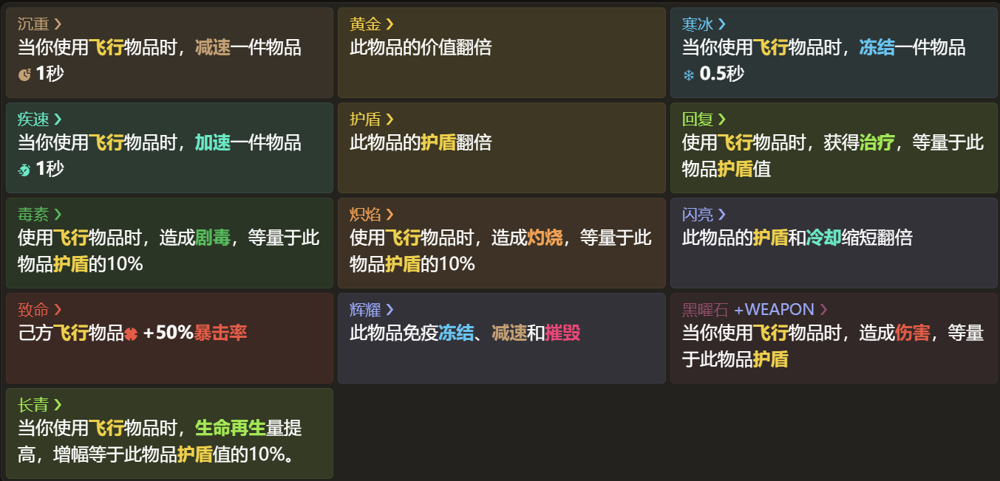 沉重
当你使用飞行物品时，减速一件物品
1秒
黄金
此物品的价值翻倍
寒冰
当你使用飞行物品时，冻结一件物品
0.5秒
疾速
当你使用飞行物品时，加速一件物品
1秒
护盾
此物品的护盾翻倍
回复
使用飞行物品时，获得治疗，等量于此
物品护盾值
毒素
使用飞行物品时，造成剧毒，等量于此
物品护盾的10%
炽焰
使用飞行物品时，造成灼烧，等量于此
物品护盾的10%
闪亮
此物品的护盾和冷却缩短翻倍
致命
己方飞行物品 +50%暴击率
辉耀
此物品免疫冻结、减速和摧毁
黑曜石 +WEAPON
当你使用飞行物品时，造成伤害，等量
于此物品护盾
长青
当你使用飞行物品时，生命再生量提
高，增幅等于此物品护盾值的10%。